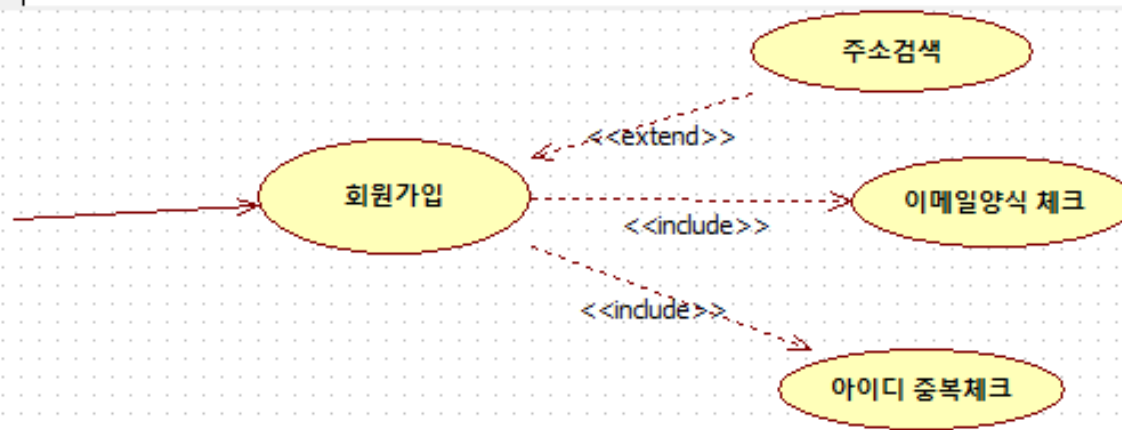 주소검색
<<extend>>
회원가입
이메일양식 체크
<<include>>
<<include>>
아이디 중복체크